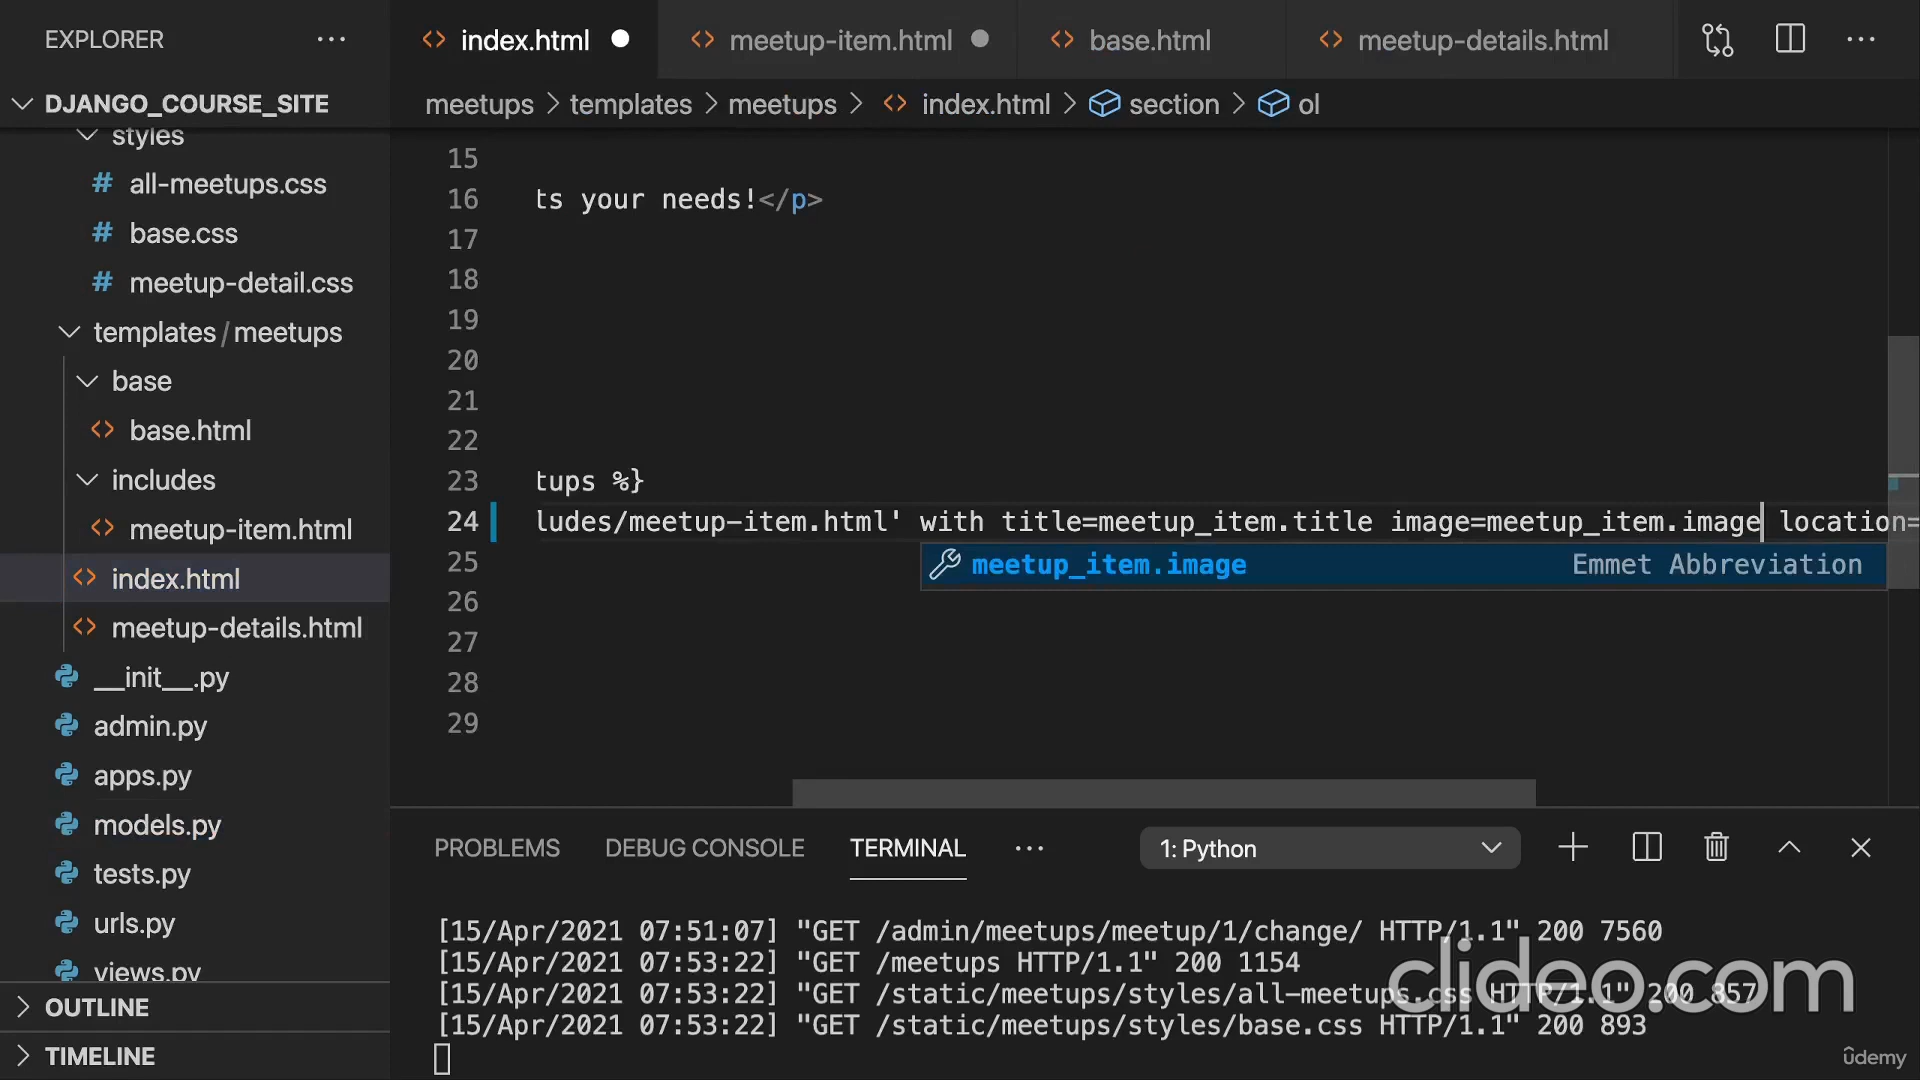 EXPLORER
index.html
meetup-item.html
base.html
meetup-details.html
DJANGO_COURSE_SITE
meetups > templates > meetups > index.html > section > ol
styles
all-meetups.css
base.css
meetup-detail.css
templates/meetups
base
base.html
includes
meetup-item.html
index.html
meetup-details.html
__init__.py
admin.py
apps.py
models.py
tests.py
urls.py
views.py
OUTLINE
TIMELINE
15
16 ts your needs!</p>
17
18
19
20
21
22
23 tups %}
24 ludes/meetup-item.html' with title=meetup_item.title image=meetup_item.image location=
25
meetup_item.image Emmet Abbreviation
26
27
28
29
PROBLEMS DEBUG CONSOLE TERMINAL ··· 1: Python
[15/Apr/2021 07:51:07] "GET /admin/meetups/meetup/1/change/ HTTP/1.1" 200 7560
[15/Apr/2021 07:53:22] "GET /meetups HTTP/1.1" 200 1154
[15/Apr/2021 07:53:22] "GET /static/meetups/styles/all-meetups.css HTTP/1.1" 200 857
[15/Apr/2021 07:53:22] "GET /static/meetups/styles/base.css HTTP/1.1" 200 893
clideo.com
ûdemy